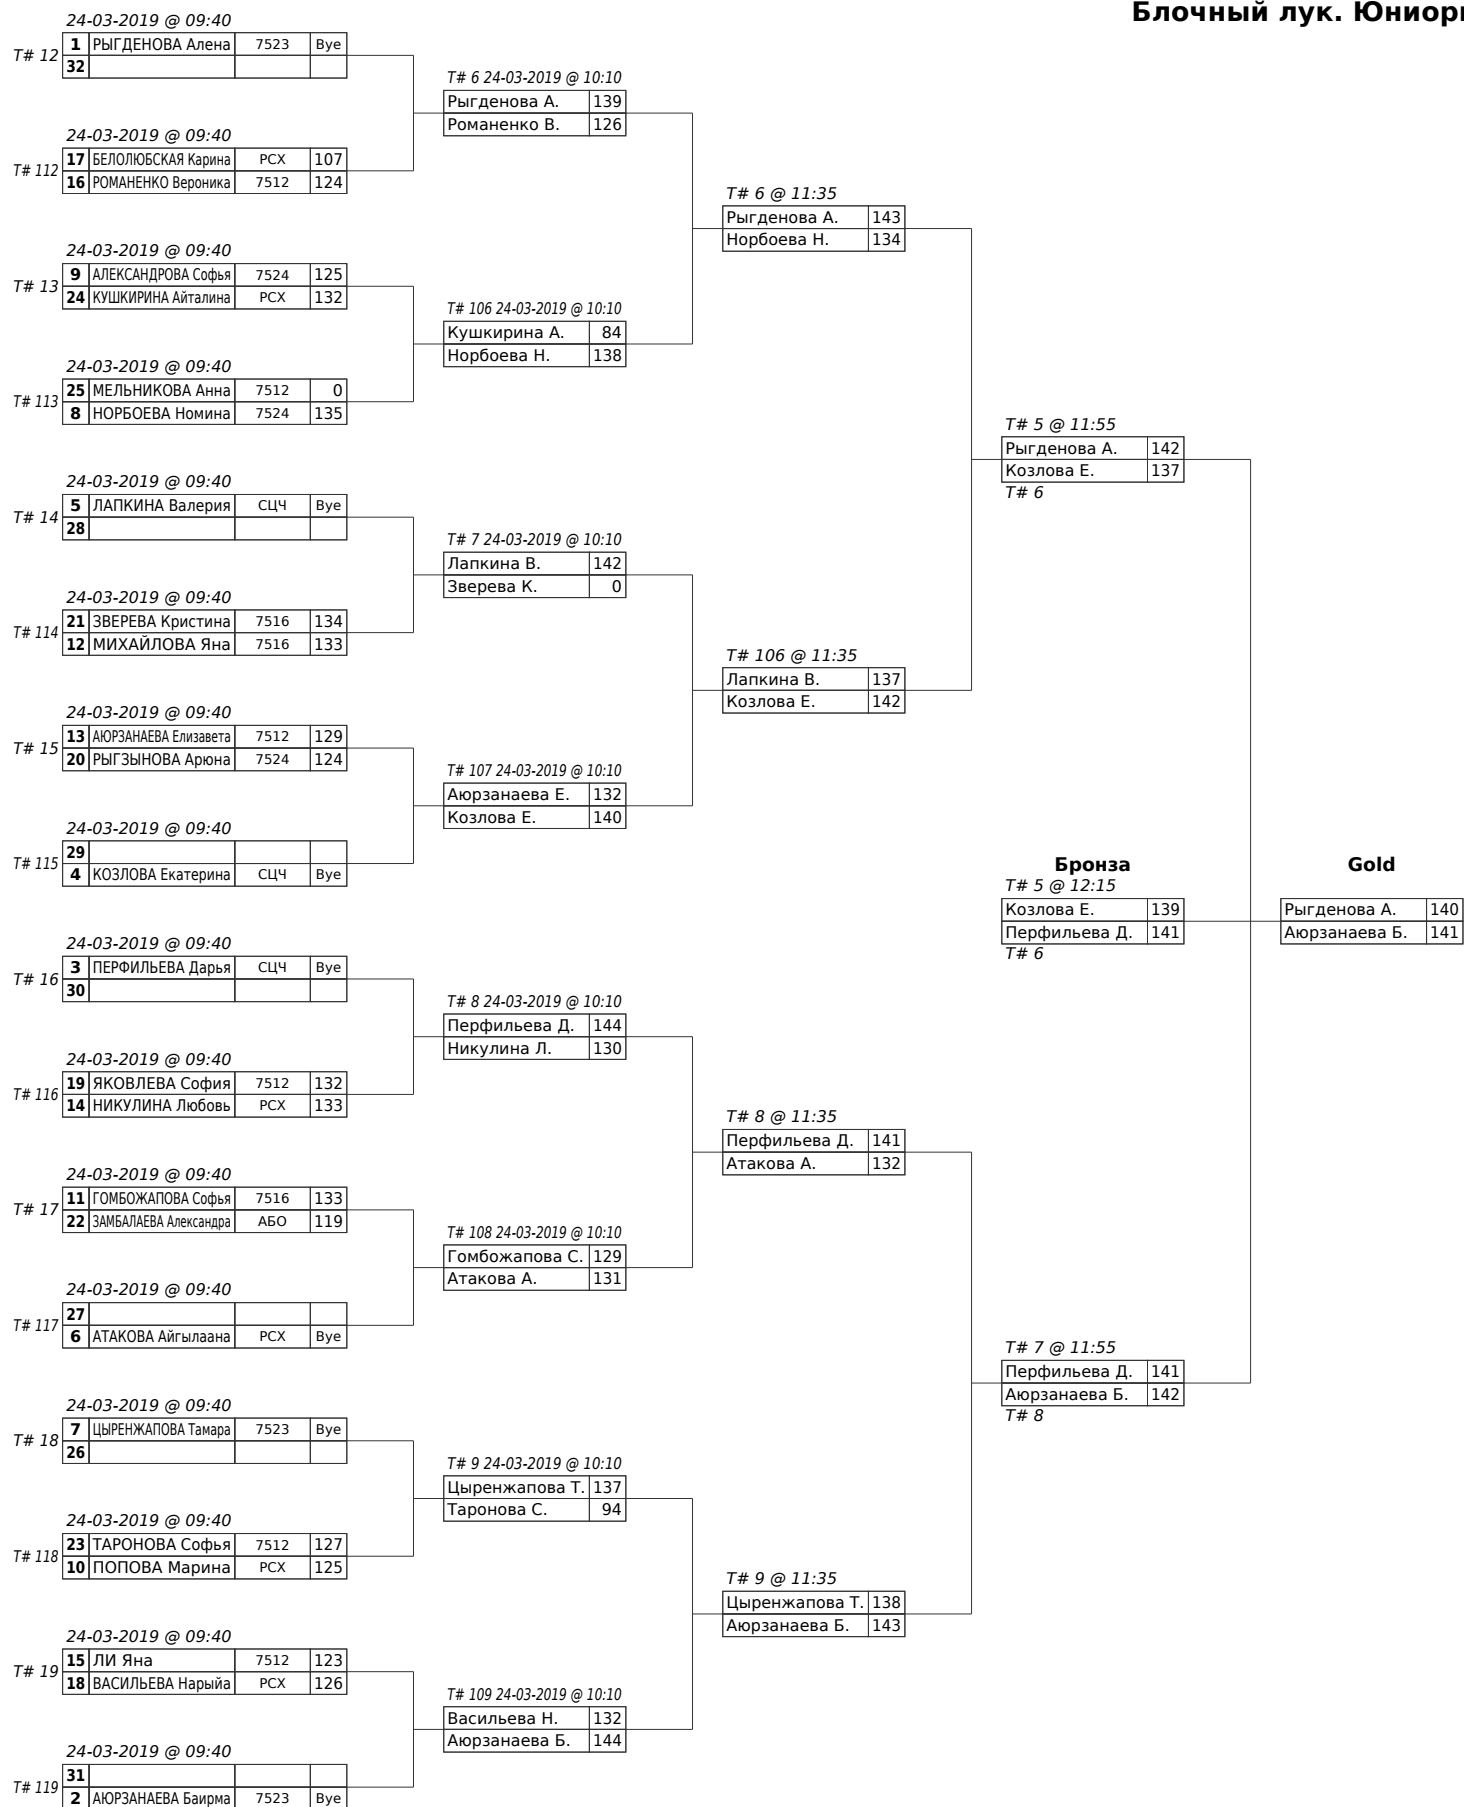 Блочный лук. Юниор
24-03-2019 @ 09:40
T# 12
1 РЫГДЕНОВА Алена 7523 Bye
32
24-03-2019 @ 09:40
T# 112
17 БЕЛОЛЮБСКАЯ Карина РСХ 107
16 РОМАНЕНКО Вероника 7512 124
24-03-2019 @ 09:40
T# 13
9 АЛЕКСАНДРОВА Софья 7524 125
24 КУШКИРИНА Айталина РСХ 132
24-03-2019 @ 09:40
T# 113
25 МЕЛЬНИКОВА Анна 7512 0
8 НОРБОЕВА Номина 7524 135
24-03-2019 @ 09:40
T# 14
5 ЛАПКИНА Валерия СЦЧ Bye
28
24-03-2019 @ 09:40
T# 114
21 ЗВЕРЕВА Кристина 7516 134
12 МИХАЙЛОВА Яна 7516 133
24-03-2019 @ 09:40
T# 15
13 АЮРЗАНАЕВА Елизавета 7512 129
20 РЫГЗЫНОВА Арюна 7524 124
24-03-2019 @ 09:40
T# 115
29
4 КОЗЛОВА Екатерина СЦЧ Bye
24-03-2019 @ 09:40
T# 16
3 ПЕРФИЛЬЕВА Дарья СЦЧ Bye
30
24-03-2019 @ 09:40
T# 116
19 ЯКОВЛЕВА София 7512 132
14 НИКУЛИНА Любовь РСХ 133
24-03-2019 @ 09:40
T# 17
11 ГОМБОЖАПОВА Софья 7516 133
22 ЗАМБАЛАЕВА Александра АБО 119
24-03-2019 @ 09:40
T# 117
27
6 АТАКОВА Айгылаана РСХ Bye
24-03-2019 @ 09:40
T# 18
7 ЦЫРЕНЖАПОВА Тамара 7523 Bye
26
24-03-2019 @ 09:40
T# 118
23 ТАРОНОВА Софья 7512 127
10 ПОПОВА Марина РСХ 125
24-03-2019 @ 09:40
T# 19
15 ЛИ Яна 7512 123
18 ВАСИЛЬЕВА Нарыйа РСХ 126
24-03-2019 @ 09:40
T# 119
31
2 АЮРЗАНАЕВА Баирма 7523 Bye
T# 6 24-03-2019 @ 10:10
Рыгденова А. 139
Романенко В. 126
T# 106 24-03-2019 @ 10:10
Кушкирина А. 84
Норбоева Н. 138
T# 7 24-03-2019 @ 10:10
Лапкина В. 142
Зверева К. 0
T# 107 24-03-2019 @ 10:10
Аюрзанаева Е. 132
Козлова Е. 140
T# 8 24-03-2019 @ 10:10
Перфильева Д. 144
Никулина Л. 130
T# 108 24-03-2019 @ 10:10
Гомбожапова С. 129
Атакова А. 131
T# 9 24-03-2019 @ 10:10
Цыренжапова Т. 137
Таронова С. 94
T# 109 24-03-2019 @ 10:10
Васильева Н. 132
Аюрзанаева Б. 144
T# 6 @ 11:35
Рыгденова А. 143
Норбоева Н. 134
T# 106 @ 11:35
Лапкина В. 137
Козлова Е. 142
T# 8 @ 11:35
Перфильева Д. 141
Атакова А. 132
T# 9 @ 11:35
Цыренжапова Т. 138
Аюрзанаева Б. 143
T# 5 @ 11:55
Рыгденова А. 142
Козлова Е. 137
T# 6
Бронза
T# 5 @ 12:15
Козлова Е. 139
Перфильева Д. 141
T# 6
T# 7 @ 11:55
Перфильева Д. 141
Аюрзанаева Б. 142
T# 8
Gold
Рыгденова А. 140
Аюрзанаева Б. 141